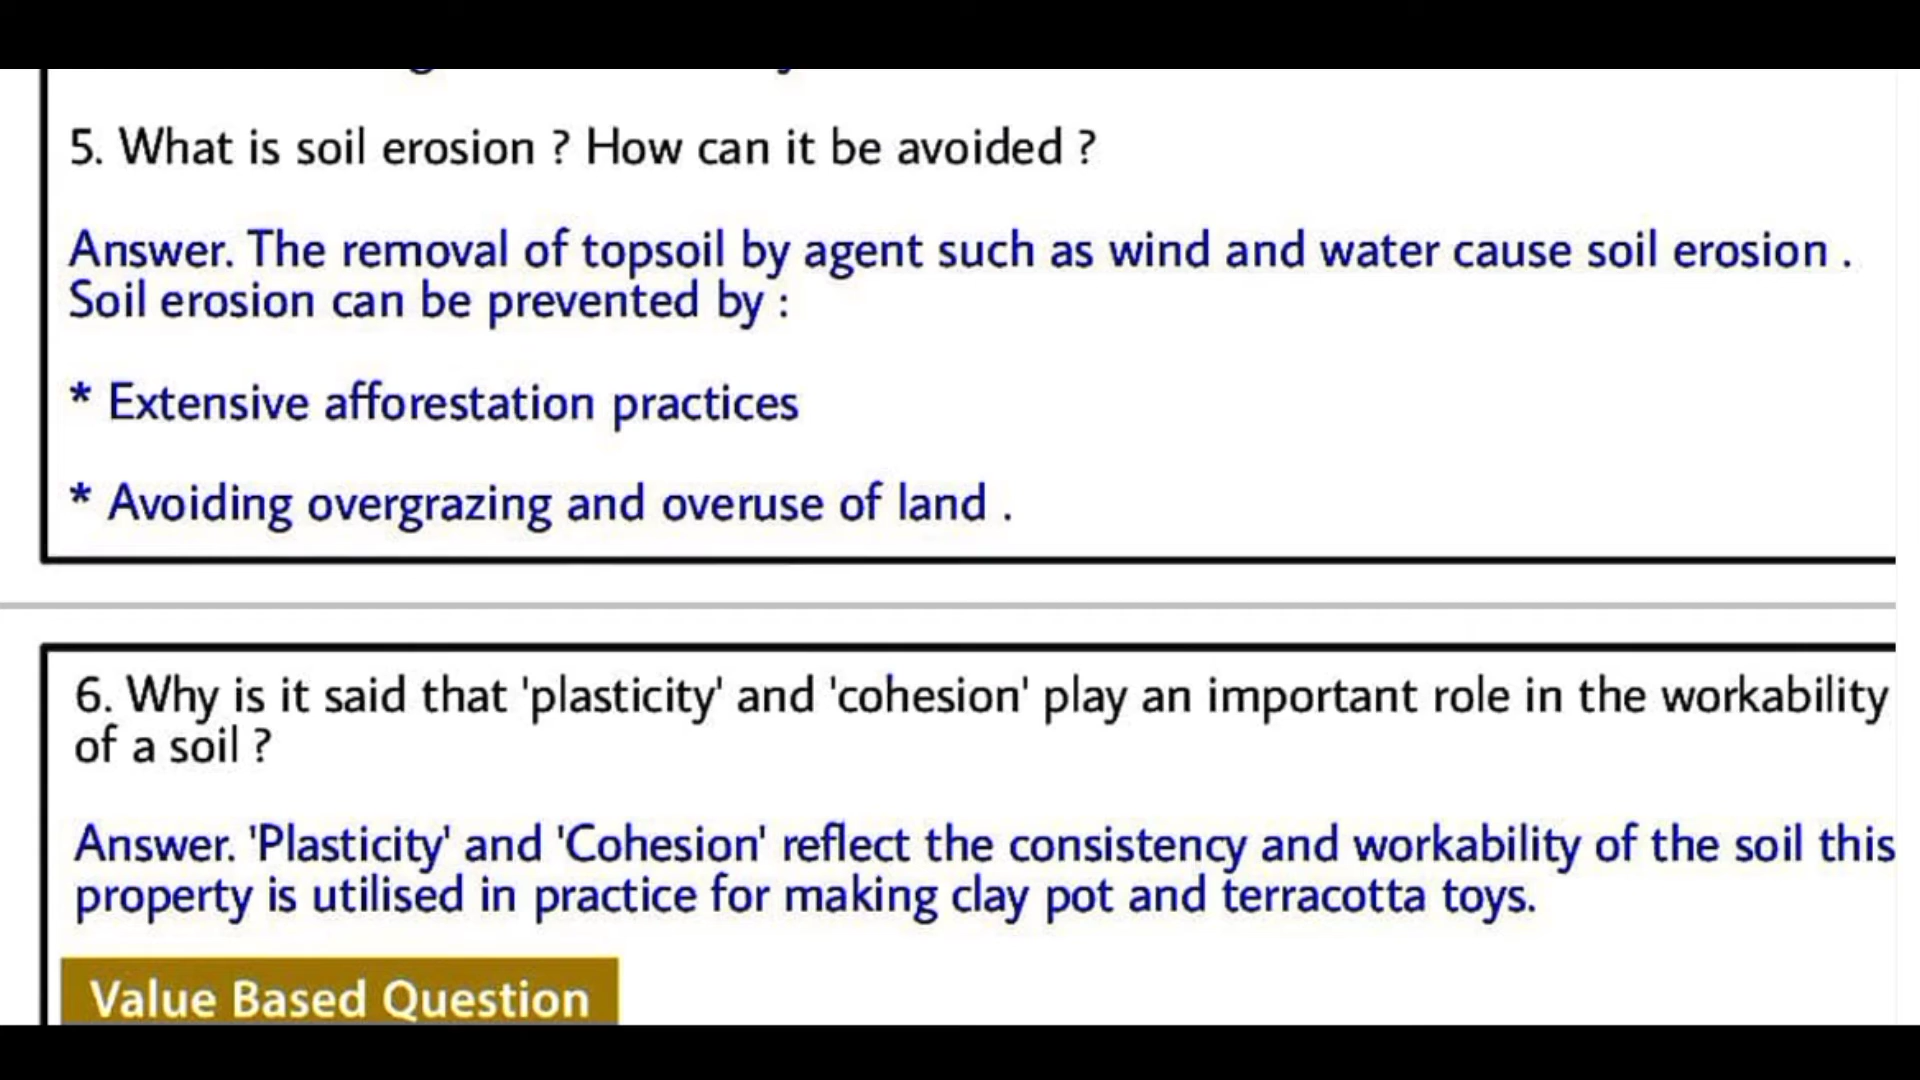 5. What is soil erosion ? How can it be avoided ?
Answer. The removal of topsoil by agent such as wind and water cause soil erosion .
Soil erosion can be prevented by :
* Extensive afforestation practices
* Avoiding overgrazing and overuse of land .
6. Why is it said that 'plasticity' and 'cohesion' play an important role in the workability
of a soil ?
Answer. 'Plasticity' and 'Cohesion' reflect the consistency and workability of the soil this
property is utilised in practice for making clay pot and terracotta toys.
Value Based Question